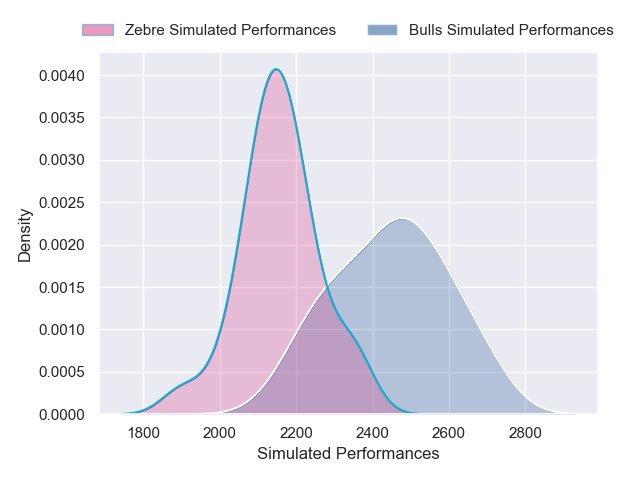 Zebre Simulated Performances Bulls Simulated Performances
0.0040
0.0035
0.0030
0.0025
0.0020
0.0015
0.0010
0.0005
0.0000
Density
1800 2000 2200 2400 2600 2800
Simulated Performances